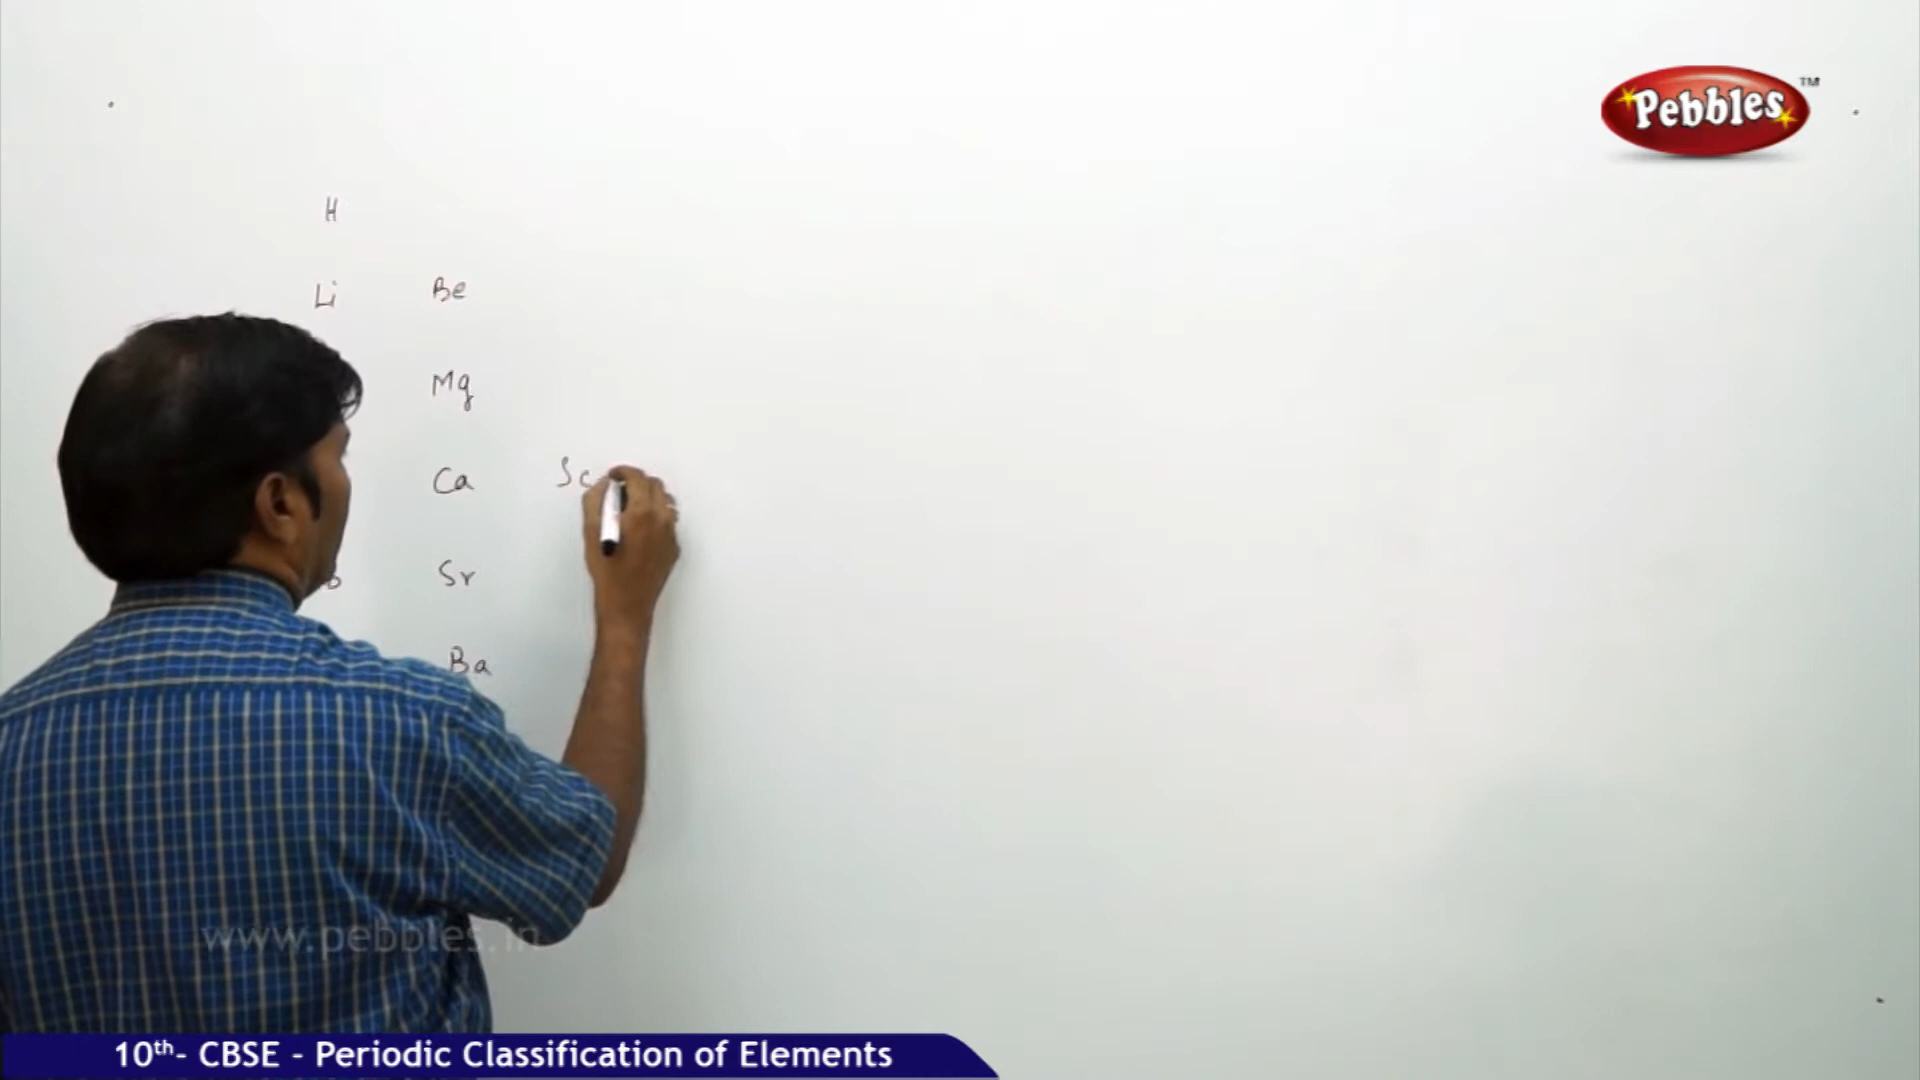 Pebbles TM
H
Li Be
Mg
Ca Sc
Sr
Ba
www.pebbles.in
10th- CBSE - Periodic Classification of Elements